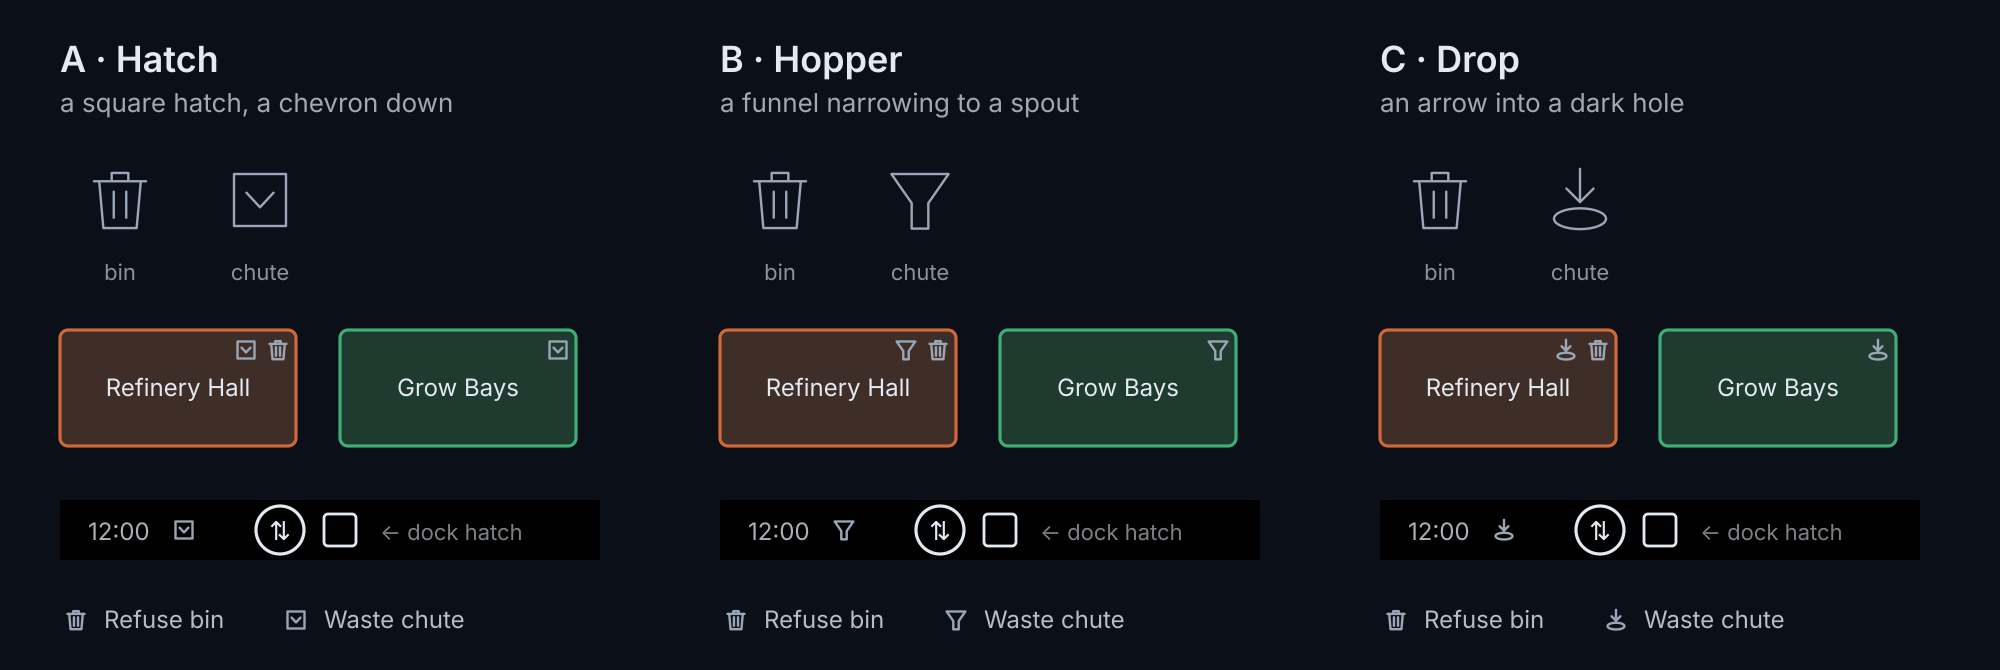 A · Hatch
a square hatch, a chevron down
bin
chute
Refinery Hall
Grow Bays
12:00
← dock hatch
Refuse bin
Waste chute
B · Hopper
a funnel narrowing to a spout
bin
chute
Refinery Hall
Grow Bays
12:00
← dock hatch
Refuse bin
Waste chute
C · Drop
an arrow into a dark hole
bin
chute
Refinery Hall
Grow Bays
12:00
← dock hatch
Refuse bin
Waste chute